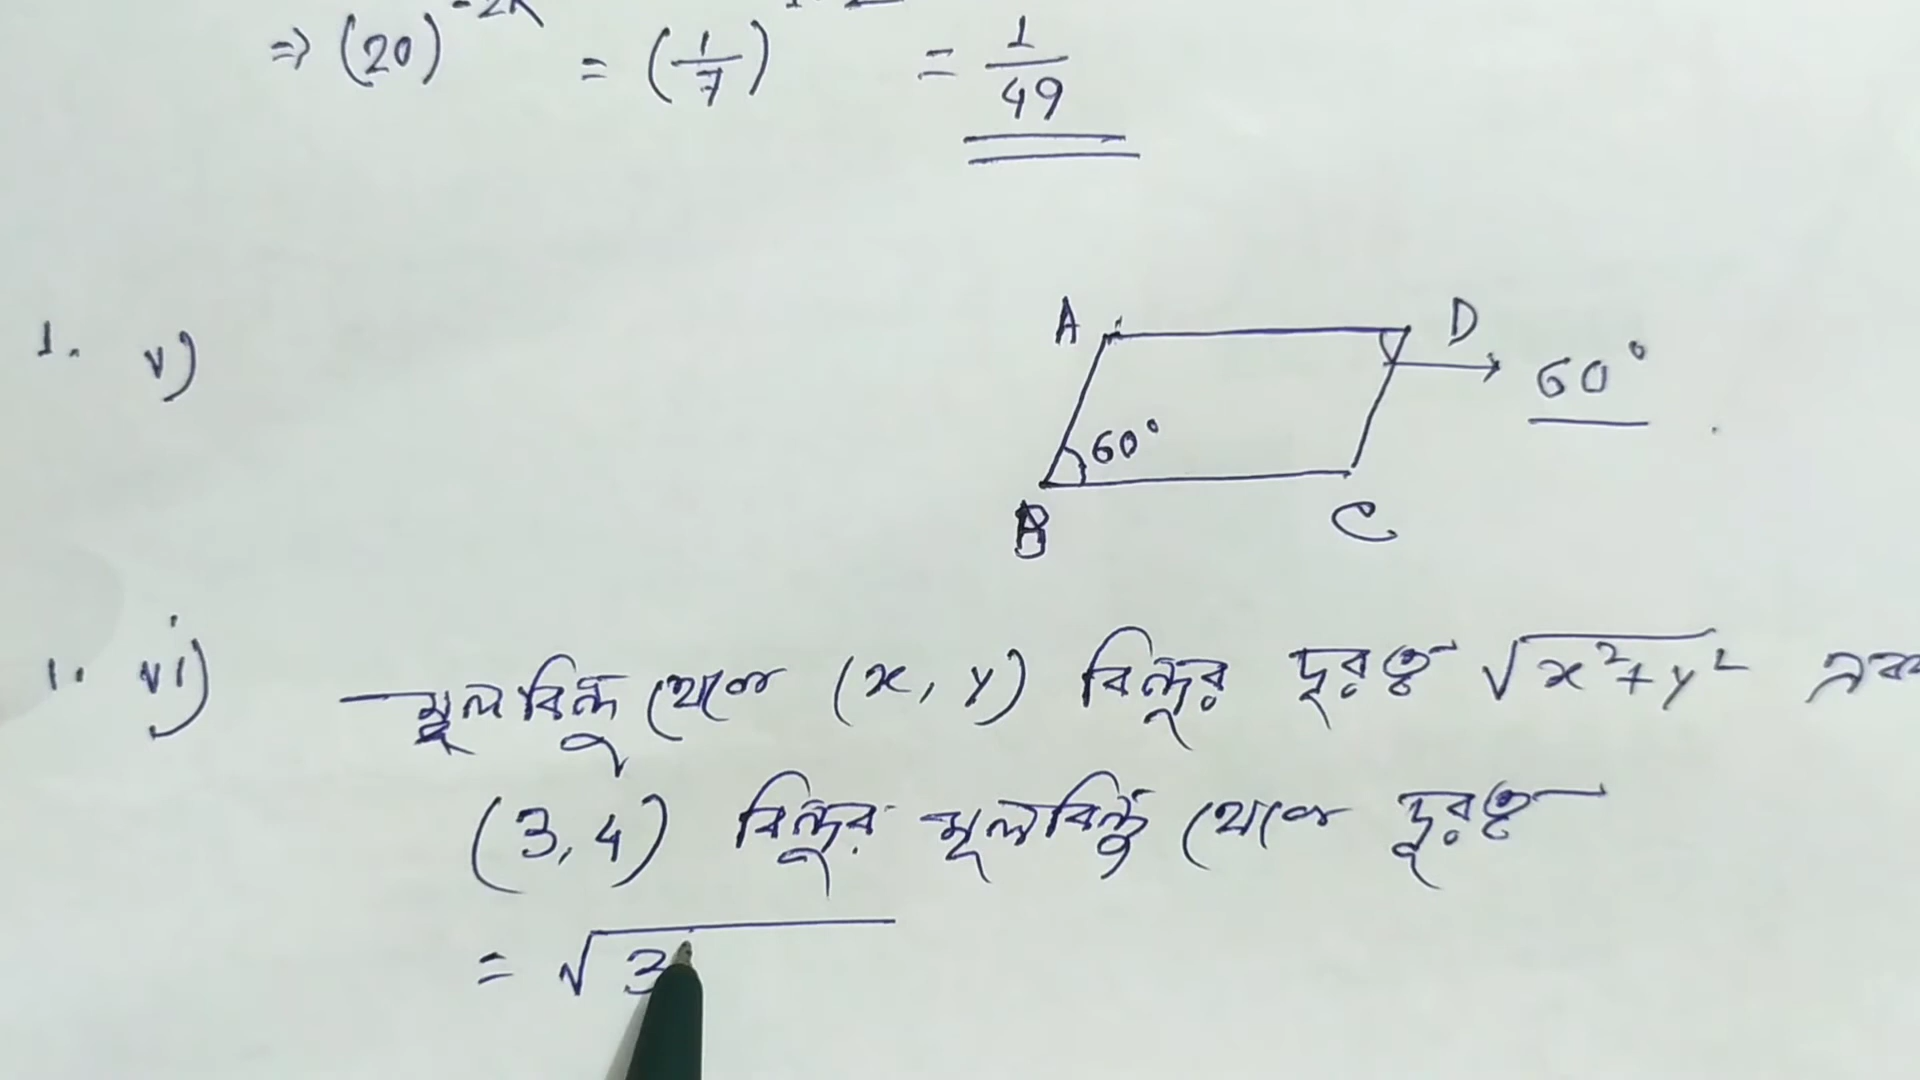 ⇒ (20)^-2k = (1/7) = 1/49
1. v)
A D 60°
60°
B C
1. vi) মূলবিন্দু থেকে (x, y) বিন্দুর দূরত্ব √x²+y²
(3,4) বিন্দুর মূলবিন্দু থেকে দূরত্ব
= √3